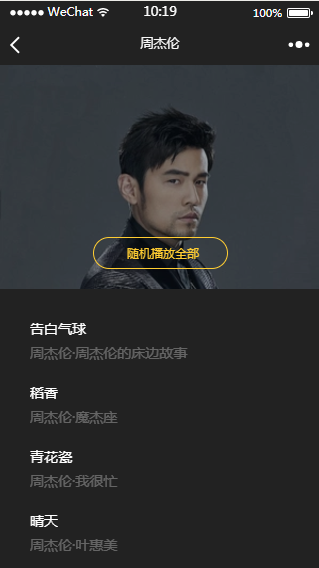 WeChat 10:19 100%
周杰伦
随机播放全部
告白气球
周杰伦·周杰伦的床边故事
稻香
周杰伦·魔杰座
青花瓷
周杰伦·我很忙
晴天
周杰伦·叶惠美